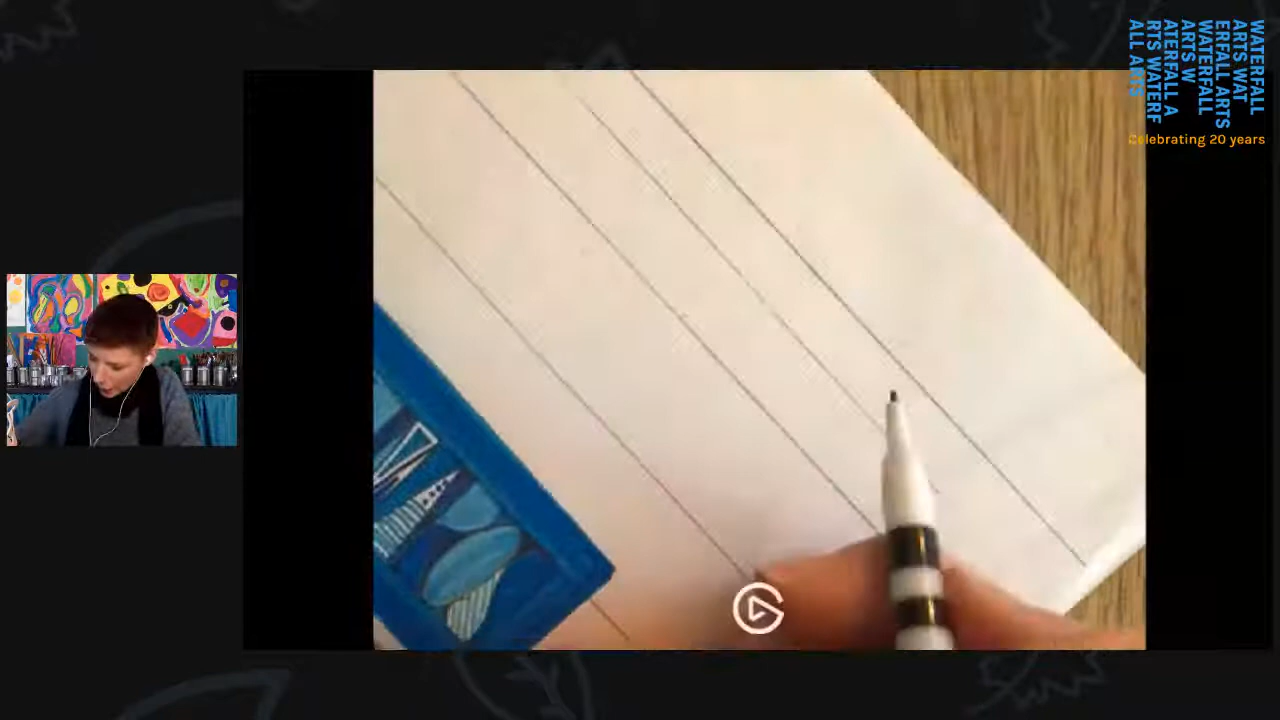 WATERFALL
ARTS WAT
ERFALL ARTS
WATERFALL
ARTS W
ATERFALL A
RTS WATERF
ALL ARTS
Celebrating 20 years